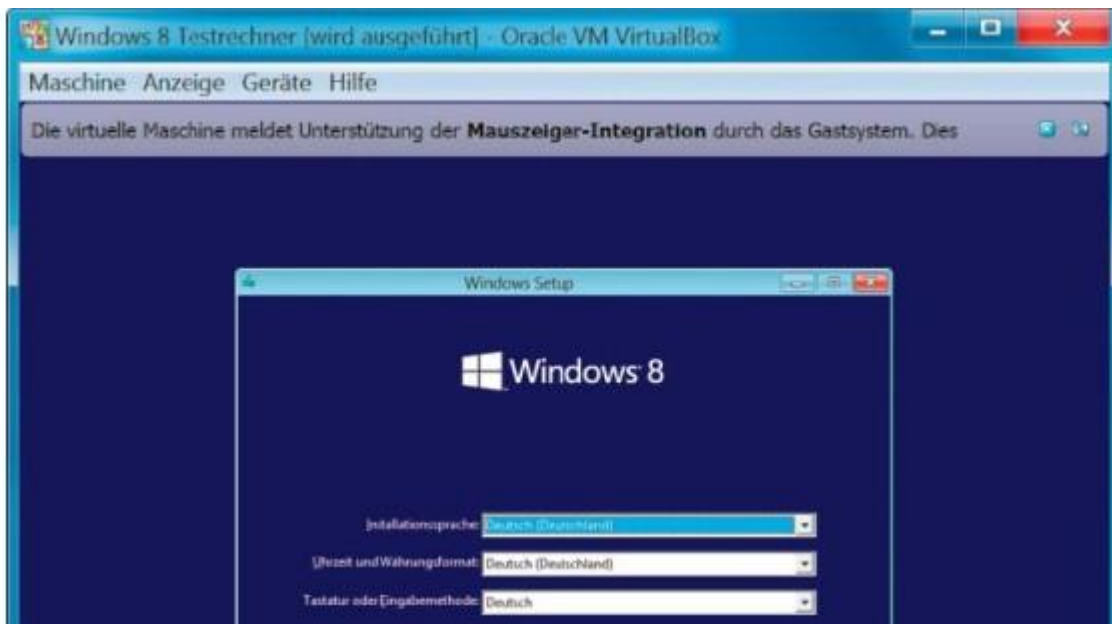 Windows 8 Testrechner [wird ausgeführt] - Oracle VM VirtualBox
Maschine Anzeige Geräte Hilfe
Die virtuelle Maschine meldet Unterstützung der Mauszeiger-Integration durch das Gastsystem. Dies
Windows Setup
Windows 8
Installationssprache: Deutsch (Deutschland)
Uhrzeit und Währungsformat: Deutsch (Deutschland)
Tastatur oder Eingabemethode: Deutsch